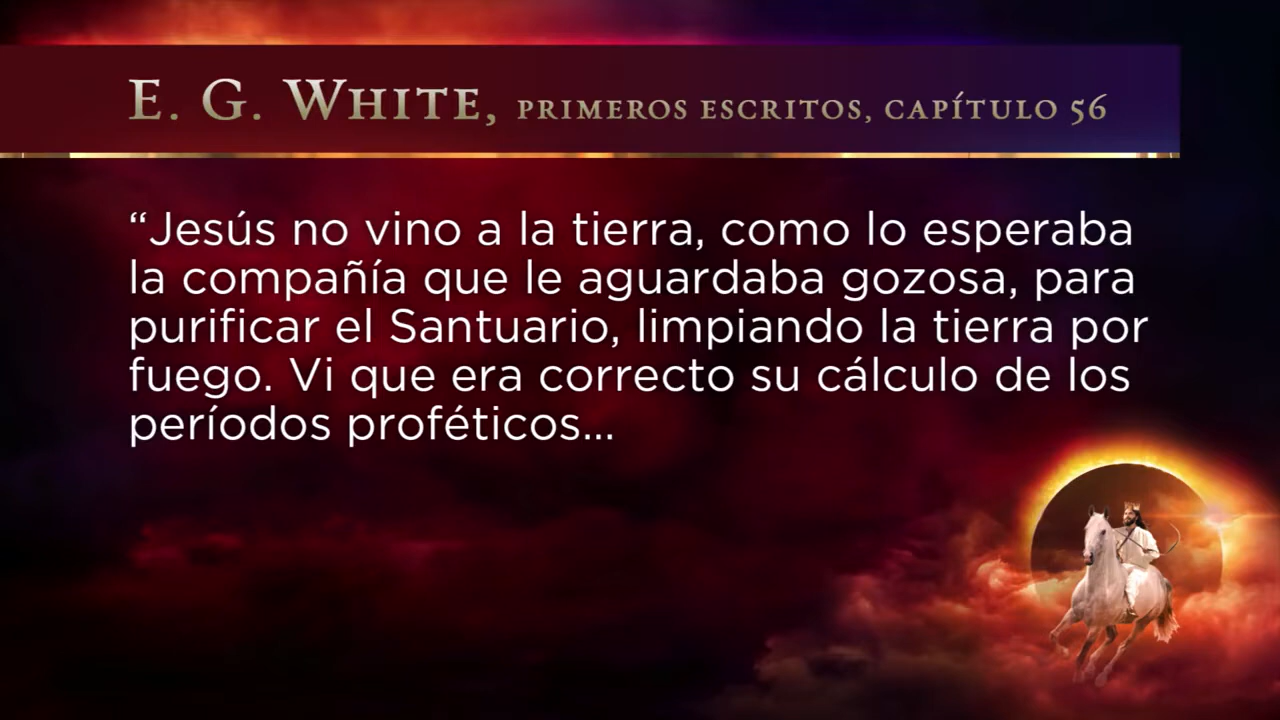 E. G. WHITE, PRIMEROS ESCRITOS, CAPÍTULO 56
“Jesús no vino a la tierra, como lo esperaba
la compañía que le aguardaba gozosa, para
purificar el Santuario, limpiando la tierra por
fuego. Vi que era correcto su cálculo de los
períodos proféticos...